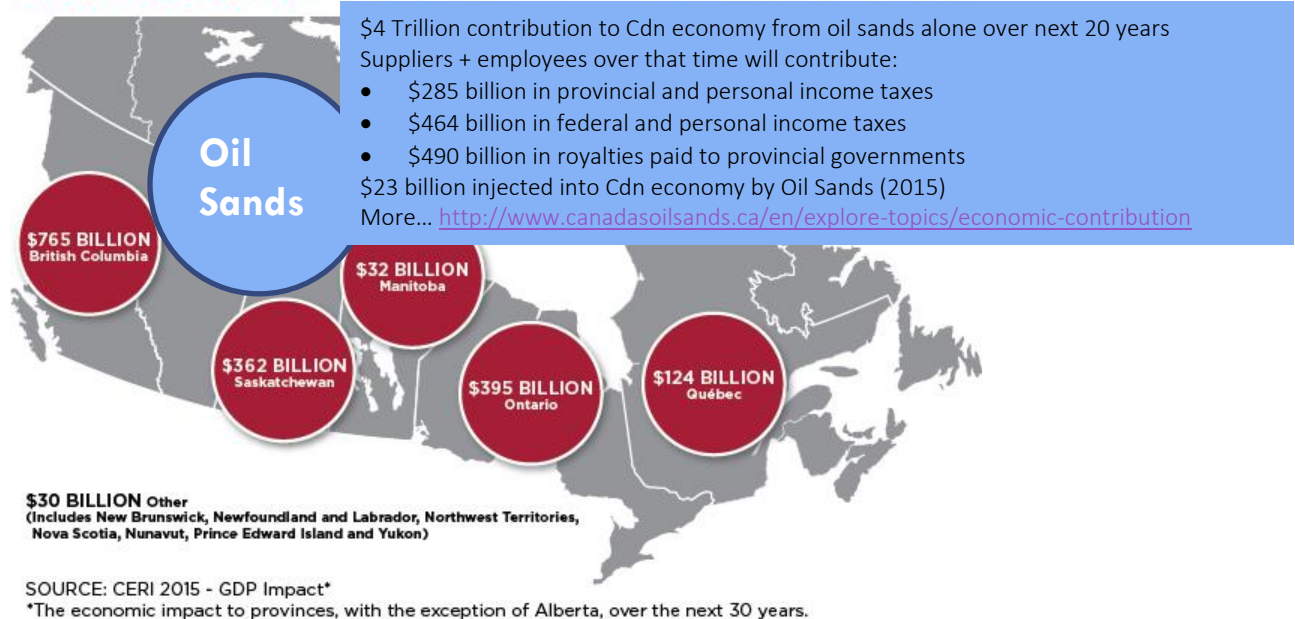 $4 Trillion contribution to Cdn economy from oil sands alone over next 20 years
Suppliers + employees over that time will contribute:
• $285 billion in provincial and personal income taxes
• $464 billion in federal and personal income taxes
• $490 billion in royalties paid to provincial governments
$23 billion injected into Cdn economy by Oil Sands (2015)
More... http://www.canadasoilsands.ca/en/explore-topics/economic-contribution
Oil
Sands
$765 BILLION
British Columbia
$32 BILLION
Manitoba
$362 BILLION
Saskatchewan
$395 BILLION
Ontario
$124 BILLION
Québec
$30 BILLION Other
(Includes New Brunswick, Newfoundland and Labrador, Northwest Territories,
Nova Scotia, Nunavut, Prince Edward Island and Yukon)
SOURCE: CERI 2015 - GDP Impact*
*The economic impact to provinces, with the exception of Alberta, over the next 30 years.